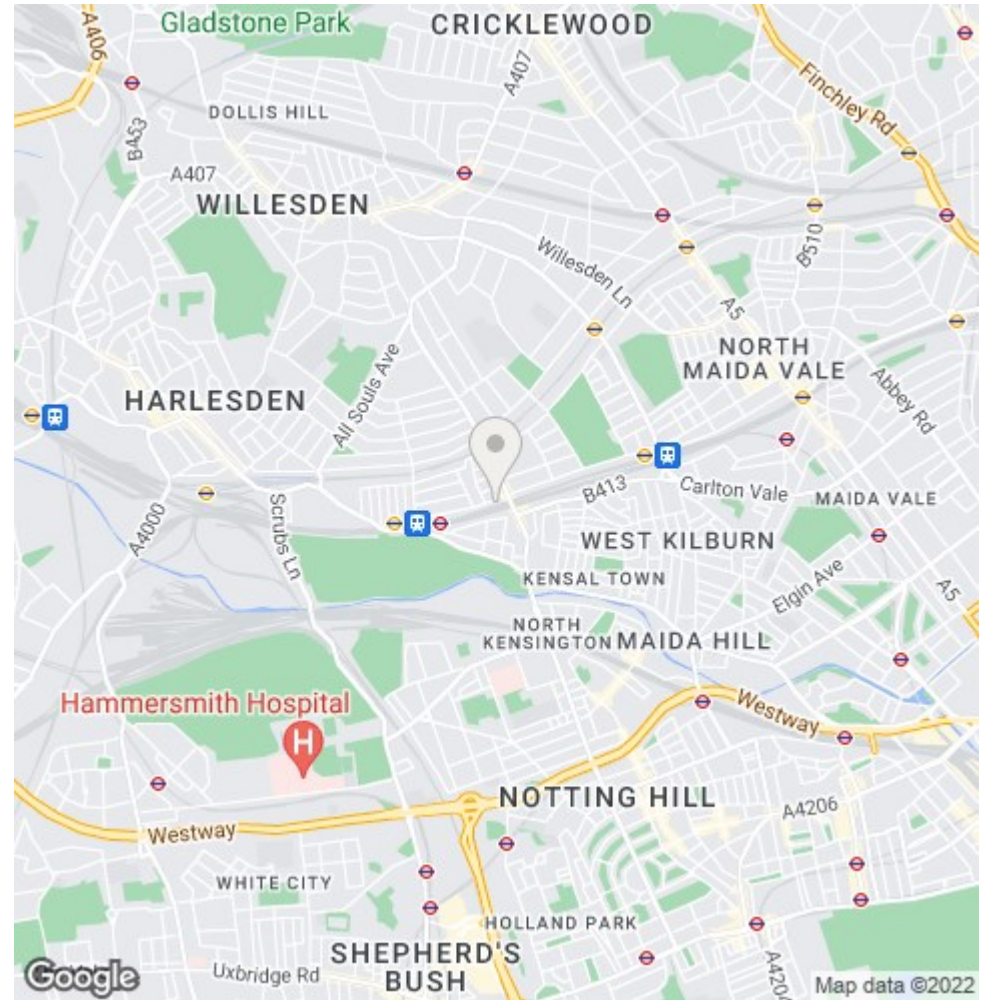 Gladstone Park
CRICKLEWOOD
A406
A407
Finchley Rd
DOLLIS HILL
B453
A407
WILLESDEN
Willesden Ln
B510
A5
NORTH
MAIDA VALE
Abbey Rd
All Souls Ave
HARLESDEN
B413
Carlton Vale
MAIDA VALE
Scrubs Ln
A4000
WEST KILBURN
KENSAL TOWN
Elgin Ave
A5
NORTH
KENSINGTON
MAIDA HILL
Hammersmith Hospital
H
Westway
NOTTING HILL
A4206
Westway
WHITE CITY
HOLLAND PARK
SHEPHERD'S
BUSH
Uxbridge Rd
A4204
Google
Map data ©2022